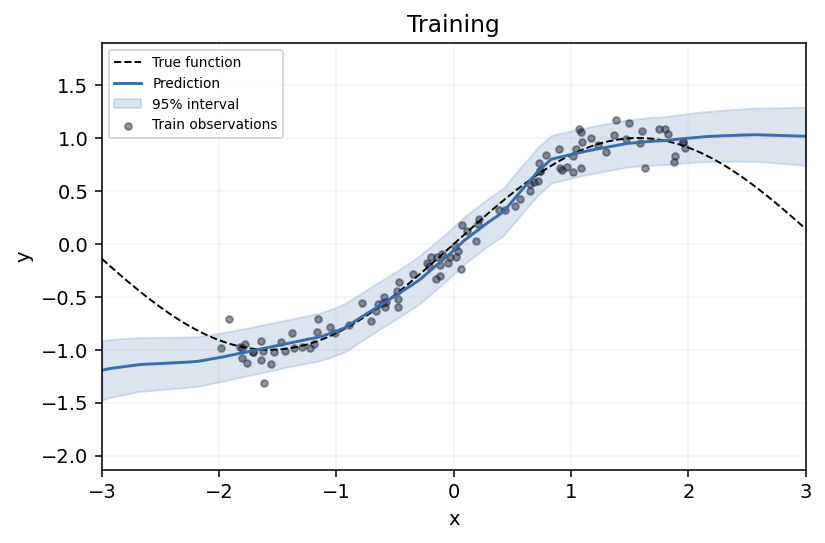 Training
True function
Prediction
95% interval
Train observations
1.5
1.0
0.5
0.0
−0.5
−1.0
−1.5
−2.0
y
−3
−2
−1
0
1
2
3
x